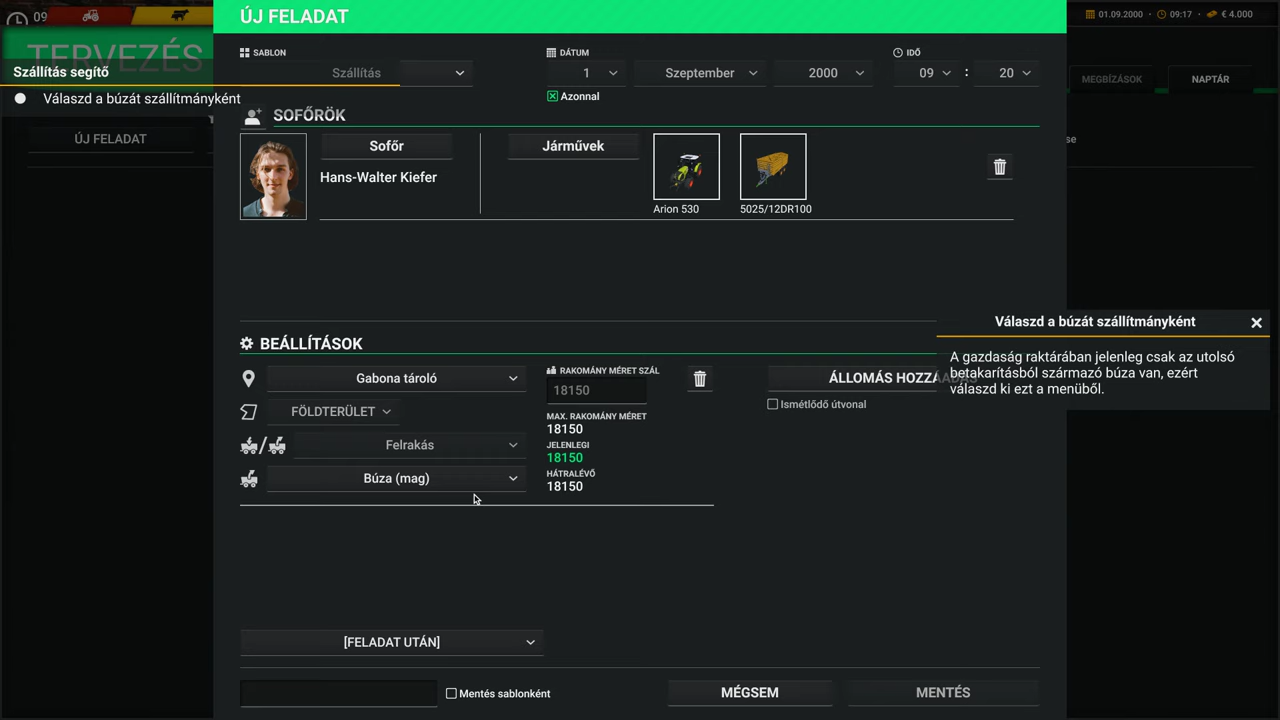 09
ÚJ FELADAT
01.09.2000
09:17
€ 4.000
TERVEZÉS
Szállítás segítő
Válaszd a búzát szállítmányként
SABLON
Szállítás
DÁTUM
1
Szeptember
2000
IDŐ
09 : 20
Azonnal
MEGBÍZÁSOK
NAPTÁR
ÚJ FELADAT
SOFŐRÖK
Sofőr
Hans-Walter Kiefer
Járművek
Arion 530
5025/12DR100
se
BEÁLLÍTÁSOK
Gabona tároló
FÖLDTERÜLET
Felrakás
Búza (mag)
RAKOMÁNY MÉRET SZÁL
18150
MAX. RAKOMÁNY MÉRET
18150
JELENLEGI
18150
HÁTRALÉVŐ
18150
ÁLLOMÁS HOZZÁADÁS
Ismétlődő útvonal
Válaszd a búzát szállítmányként
A gazdaság raktárában jelenleg csak az utolsó
betakarításból származó búza van, ezért
válaszd ki ezt a menüből.
[FELADAT UTÁN]
Mentés sablonként
MÉGSEM
MENTÉS